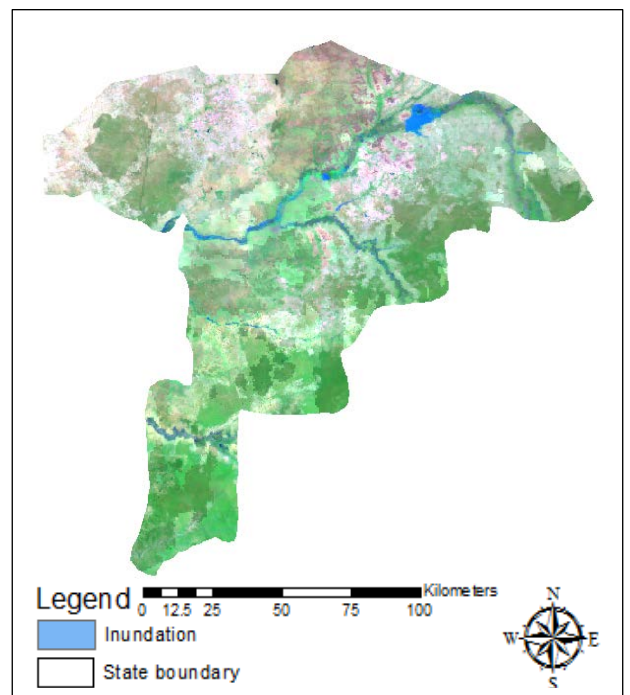 Legend
0 12.5 25 50 75 100 Kilometers
Inundation
State boundary
N
W E
S